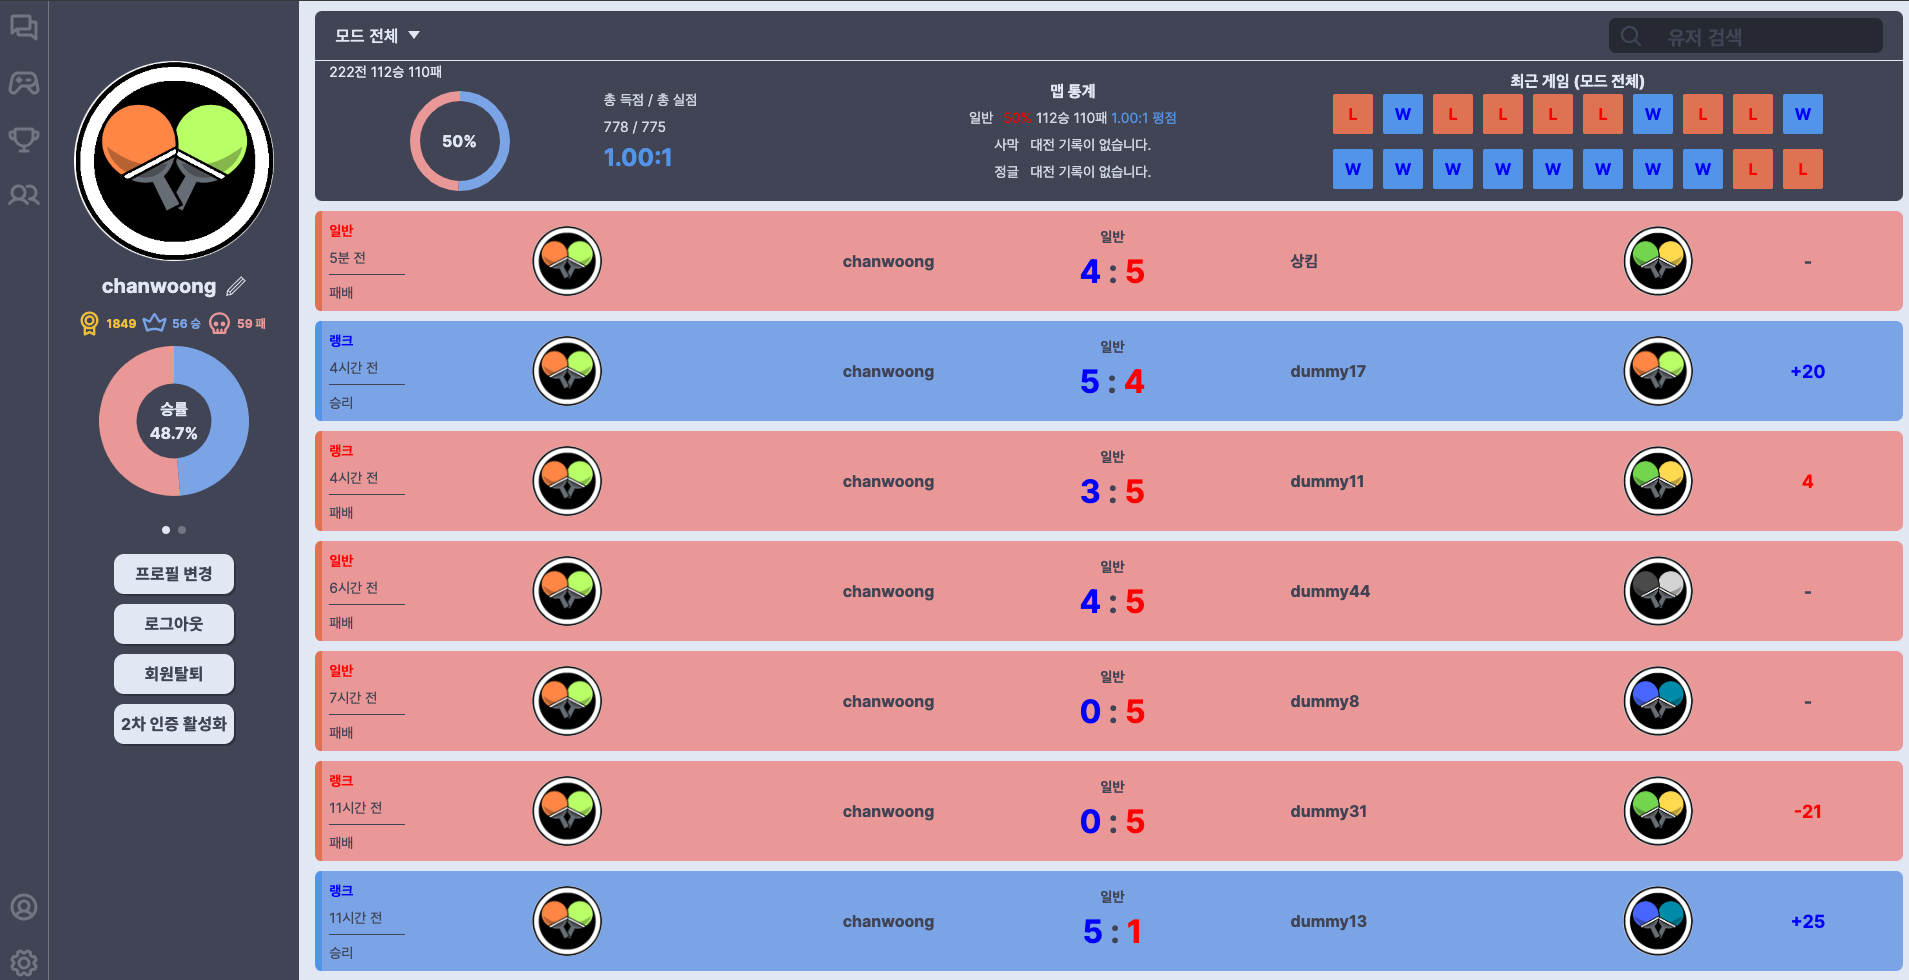 chanwoong
1849 56 승 59 패
승률
48.7%
프로필 변경
로그아웃
회원탈퇴
2차 인증 활성화
모드 전체
유저 검색
222전 112승 110패
50%
총 득점 / 총 실점
778 / 775
1.00:1
맵 통계
일반 50% 112승 110패 1.00:1 평점
사막 대전 기록이 없습니다.
정글 대전 기록이 없습니다.
최근 게임 (모드 전체)
L W L L L L W L L W
W W W W W W W W L L
일반
5분 전
패배
chanwoong
일반
4 : 5
상킴
-
랭크
4시간 전
승리
chanwoong
일반
5 : 4
dummy17
+20
랭크
4시간 전
패배
chanwoong
일반
3 : 5
dummy11
4
일반
6시간 전
패배
chanwoong
일반
4 : 5
dummy44
-
일반
7시간 전
패배
chanwoong
일반
0 : 5
dummy8
-
랭크
11시간 전
패배
chanwoong
일반
0 : 5
dummy31
-21
랭크
11시간 전
승리
chanwoong
일반
5 : 1
dummy13
+25